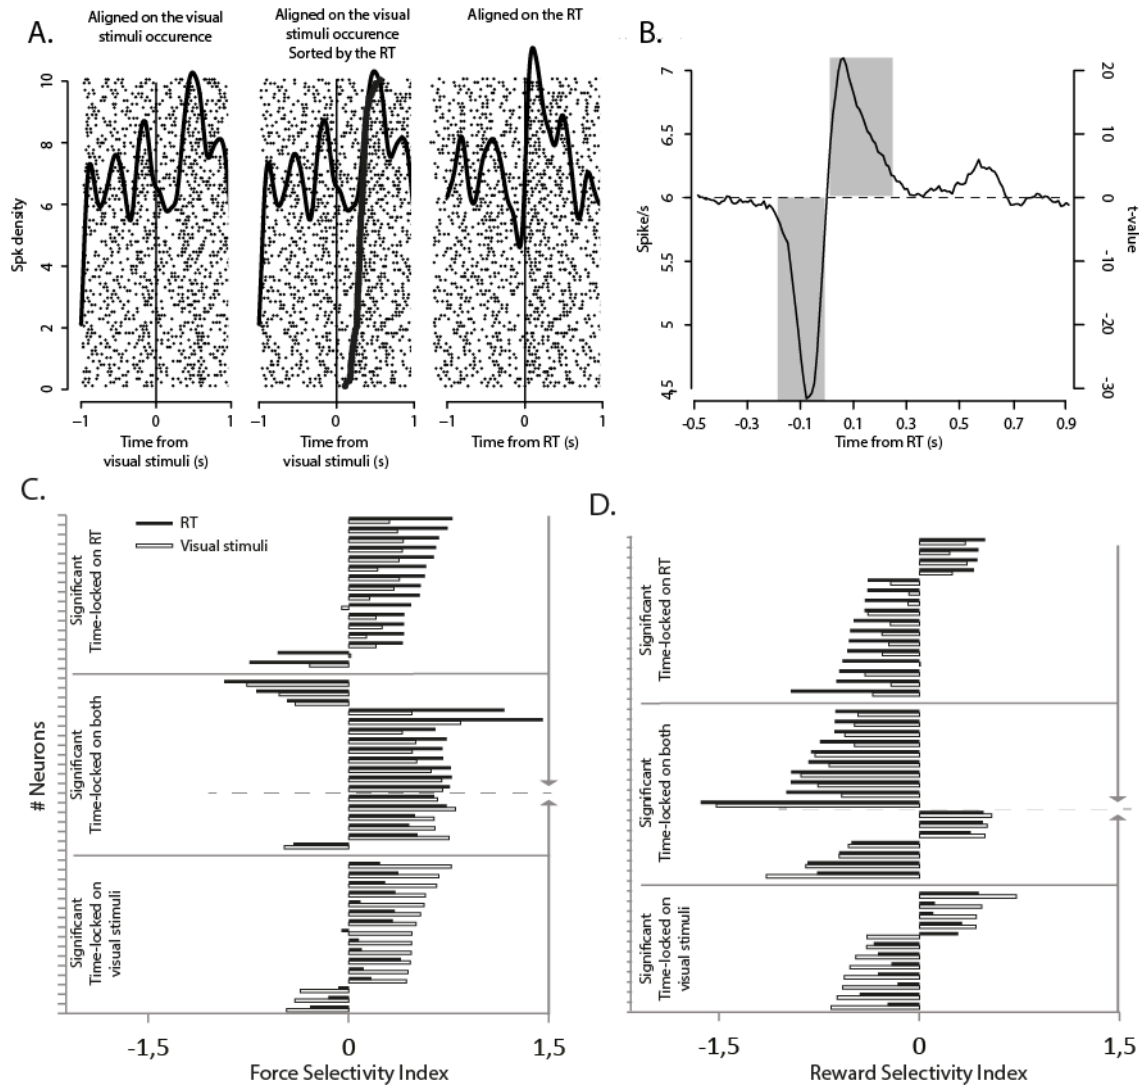 A.
Aligned on the visual
stimuli occurence
Aligned on the visual
stimuli occurence
Sorted by the RT
Aligned on the RT
Spk density
10
8
6
4
2
0
−1
0
1
−1
0
1
−1
0
1
Time from
visual stimuli (s)
Time from
visual stimuli (s)
Time from RT (s)
B.
Spike/s
7
6.5
6
5.5
5
4.5
20
10
0
-10
-20
-30
t-value
-0.5
-0.3
-0.1
0.1
0.3
0.5
0.7
0.9
Time from RT (s)
C.
RT
Visual stimuli
# Neurons
Significant
Time-locked on RT
Significant
Time-locked on both
Significant
Time-locked on
visual stimuli
-1,5
0
1,5
Force Selectivity Index
D.
Significant
Time-locked on RT
Significant
Time-locked on both
Significant
Time-locked on
visual stimuli
-1,5
0
1,5
Reward Selectivity Index